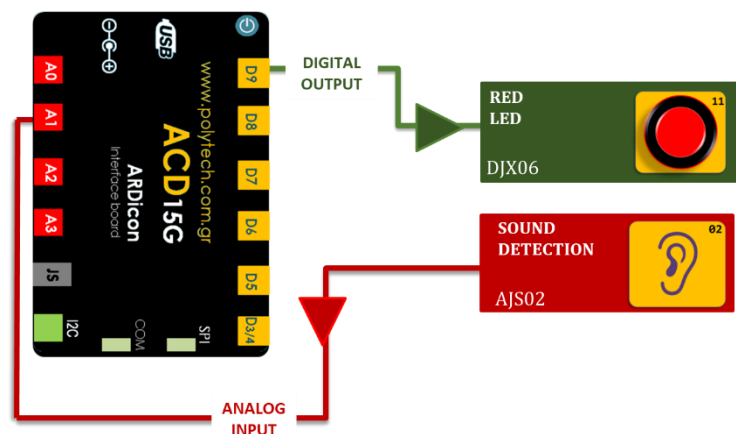 A0
A1
A2
A3
JS
I2C
USB
www.polytech.com.gr
ACD15G
ARDicon
Interface board
COM
SPI
D9
D8
D7
D6
D5
D3/4
DIGITAL
OUTPUT
RED
LED
11
DJX06
SOUND
DETECTION
02
AJS02
ANALOG
INPUT